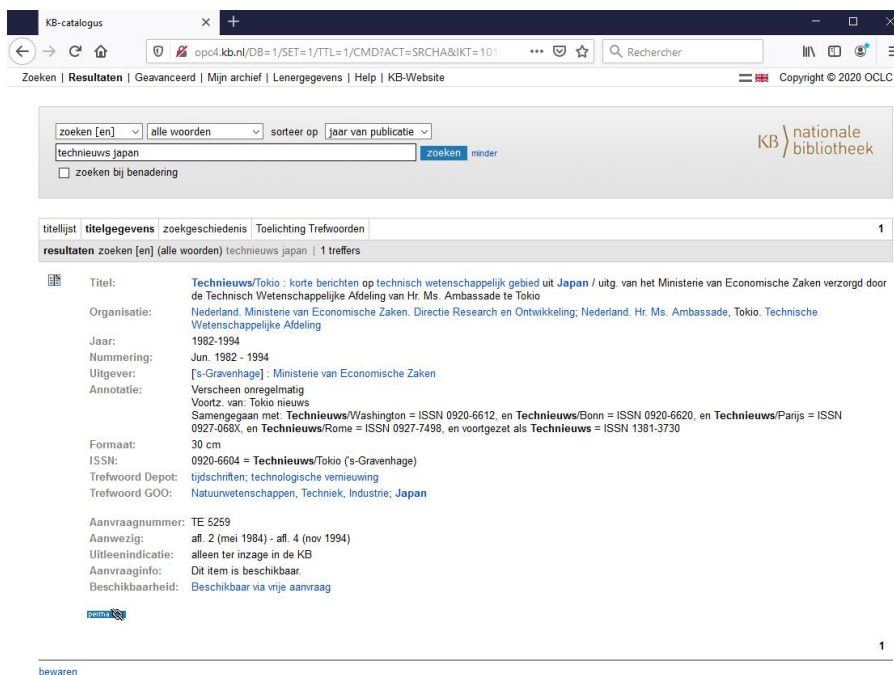 KB-catalogus
opc4.kb.nl/DB=1/SET=1/TTL=1/CMD?ACT=SRCHA&IKT=101
Rechercher
Zoeken | Resultaten | Geavanceerd | Mijn archief | Lenergegevens | Help | KB-Website
Copyright © 2020 OCLC
zoeken [en] alle woorden sorteer op jaar van publicatie
technieuws japan zoeken minder
zoeken bij benadering
KB nationale
bibliotheek
titellijst titelgegevens zoekgeschiedenis Toelichting Trefwoorden 1
resultaten zoeken [en] (alle woorden) technieuws japan | 1 treffers
Titel: Technieuws/Tokio : korte berichten op technisch wetenschappelijk gebied uit Japan / uitg. van het Ministerie van Economische Zaken verzorgd door
de Technisch Wetenschappelijke Afdeling van Hr. Ms. Ambassade te Tokio
Organisatie: Nederland. Ministerie van Economische Zaken. Directie Research en Ontwikkeling; Nederland. Hr. Ms. Ambassade, Tokio. Technische
Wetenschappelijke Afdeling
Jaar: 1982-1994
Nummering: Jun. 1982 - 1994
Uitgever: ['s-Gravenhage] : Ministerie van Economische Zaken
Annotatie: Verscheen onregelmatig
Voortz. van: Tokio nieuws
Samengegaan met: Technieuws/Washington = ISSN 0920-6612, en Technieuws/Bonn = ISSN 0920-6620, en Technieuws/Parijs = ISSN
0927-068X, en Technieuws/Rome = ISSN 0927-7498, en voortgezet als Technieuws = ISSN 1381-3730
Formaat: 30 cm
ISSN: 0920-6604 = Technieuws/Tokio ('s-Gravenhage)
Trefwoord Depot: tijdschriften; technologische vernieuwing
Trefwoord GOO: Natuurwetenschappen, Techniek, Industrie; Japan
Aanvraagnummer: TE 5259
Aanwezig: afl. 2 (mei 1984) - afl. 4 (nov 1994)
Uitleenindicatie: alleen ter inzage in de KB
Aanvraaginfo: Dit item is beschikbaar.
Beschikbaarheid: Beschikbaar via vrije aanvraag
perma
1
bewaren